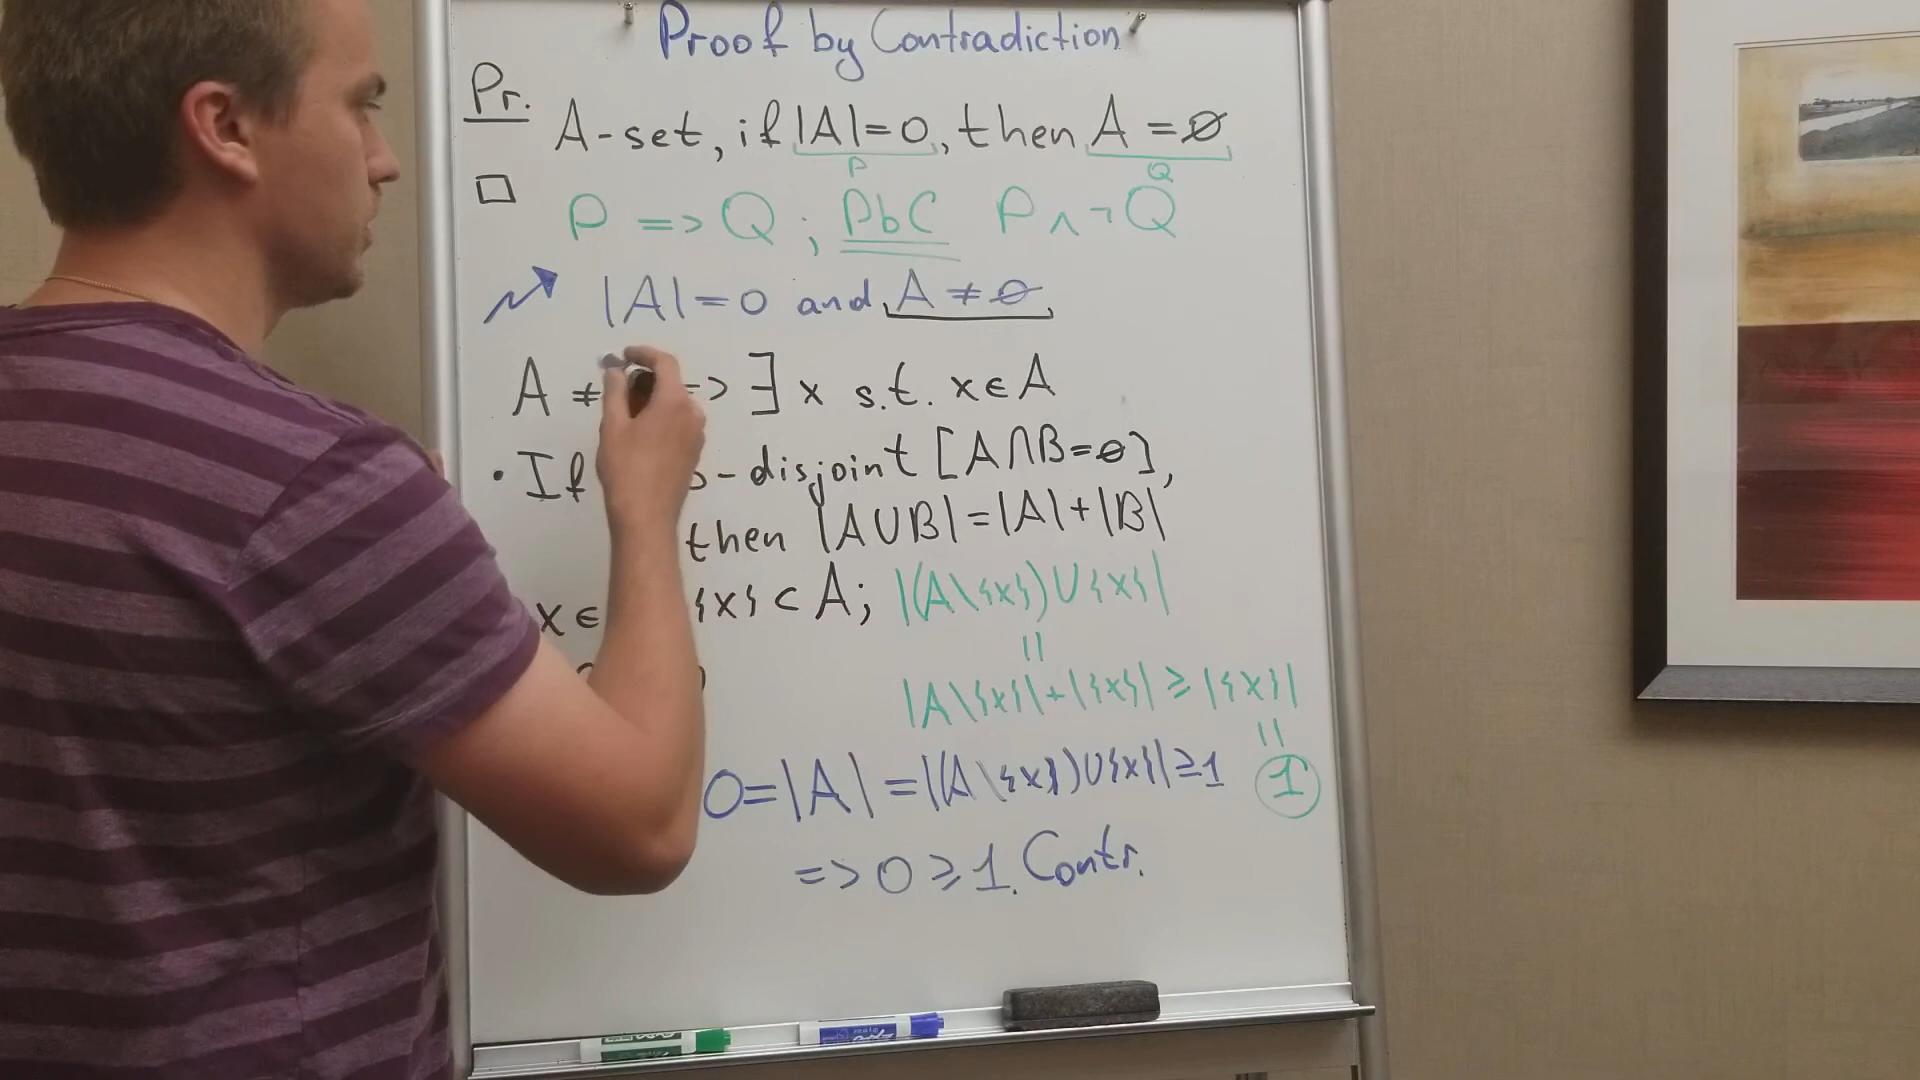 Proof by Contradiction
Pr.
A-set, if |A|=0, then A=∅
P Q
P => Q ; PbC P ∧ ¬Q
|A|=0 and A≠∅
A ≠ => ∃ x s.t. x∈A
• If -disjoint [A∩B=∅],
then |A∪B|=|A|+|B|
x ∈ {x} ⊂ A; |(A\{x})∪{x}|
||
|A\{x}|+|{x}| ≥ |{x}|
||
0=|A|=|(A\{x})∪{x}|≥1 1
=> 0≥1. Contr.